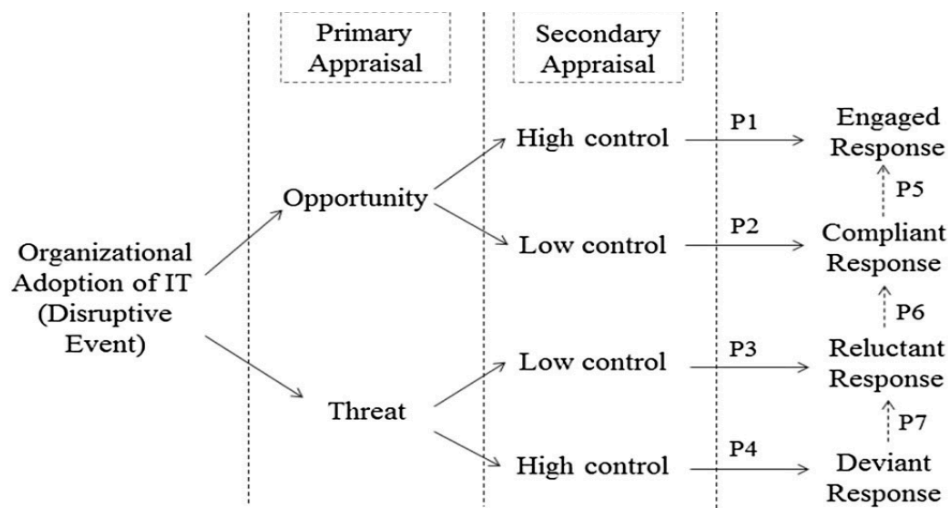 Primary
Appraisal
Secondary
Appraisal
High control
P1
Engaged
Response
P5
Opportunity
Low control
P2
Compliant
Response
Organizational
Adoption of IT
(Disruptive
Event)
P6
Low control
P3
Reluctant
Response
Threat
P7
High control
P4
Deviant
Response